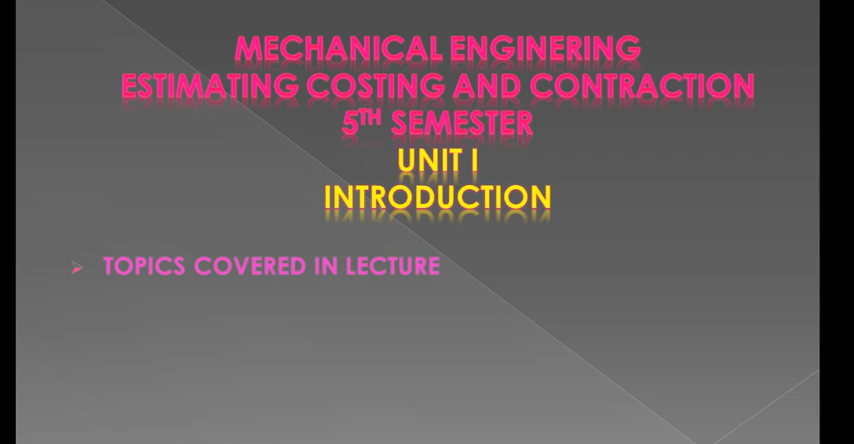 MECHANICAL ENGINERING
ESTIMATING COSTING AND CONTRACTION
5TH SEMESTER
UNIT I
INTRODUCTION
TOPICS COVERED IN LECTURE